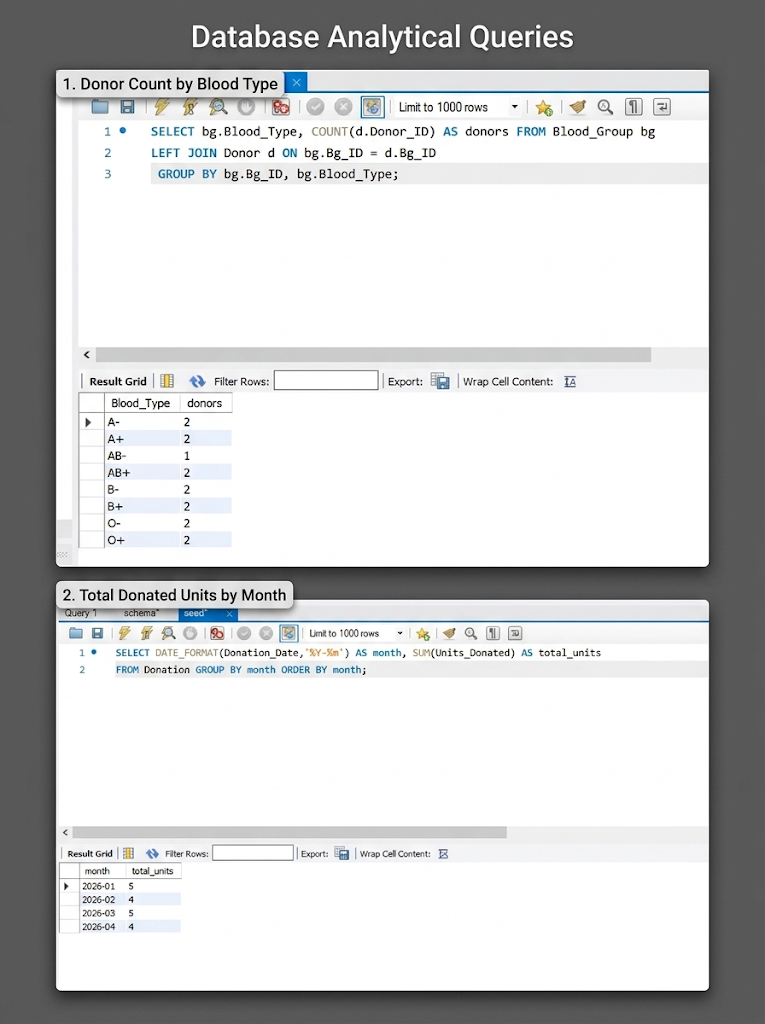 Database Analytical Queries
1. Donor Count by Blood Type
Limit to 1000 rows
1 SELECT bg.Blood_Type, COUNT(d.Donor_ID) AS donors FROM Blood_Group bg
2 LEFT JOIN Donor d ON bg.Bg_ID = d.Bg_ID
3 GROUP BY bg.Bg_ID, bg.Blood_Type;
Result Grid Filter Rows: Export: Wrap Cell Content:
Blood_Type donors
A- 2
A+ 2
AB- 1
AB+ 2
B- 2
B+ 2
O- 2
O+ 2
2. Total Donated Units by Month
Query 1 schema* seed*
Limit to 1000 rows
1 SELECT DATE_FORMAT(Donation_Date,'%Y-%m') AS month, SUM(Units_Donated) AS total_units
2 FROM Donation GROUP BY month ORDER BY month;
Result Grid Filter Rows: Export: Wrap Cell Content:
month total_units
2026-01 5
2026-02 4
2026-03 5
2026-04 4